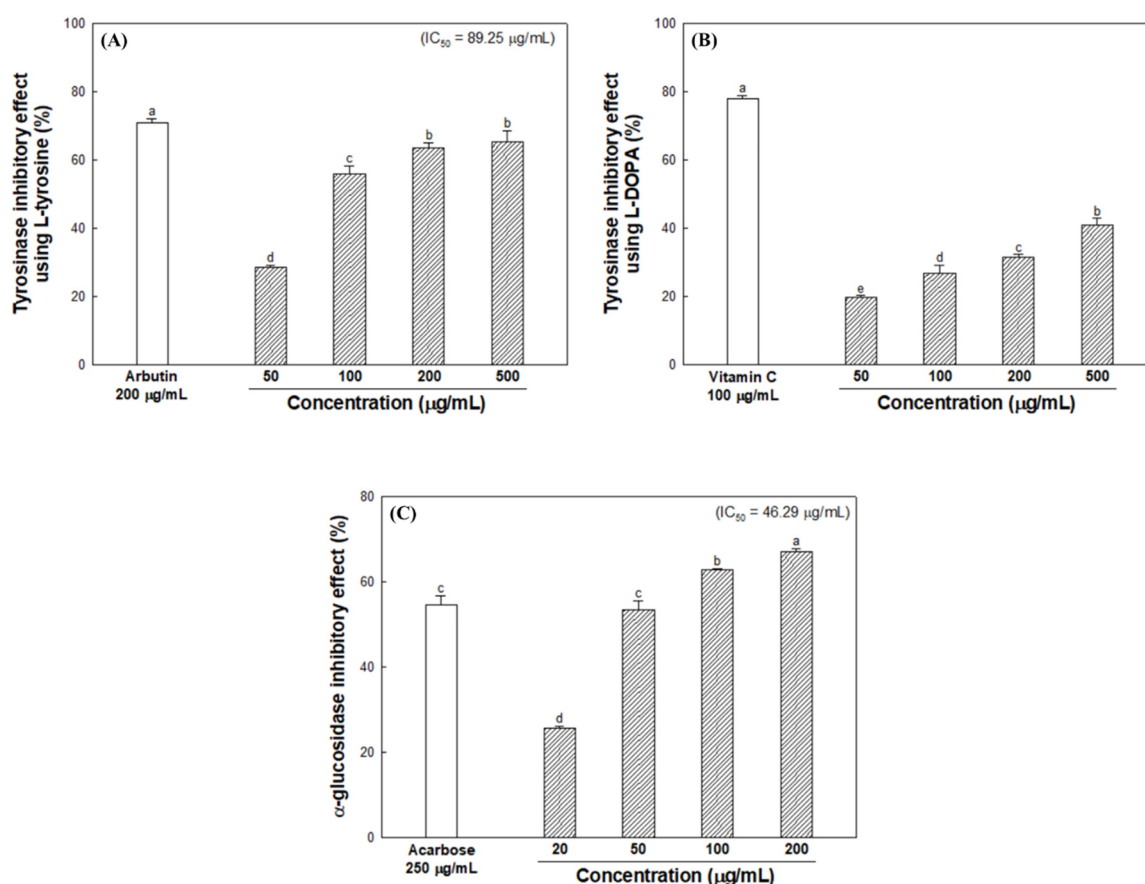 (A)
(IC50 = 89.25 μg/mL)
Tyrosinase inhibitory effect
using L-tyrosine (%)
100
80
60
40
20
0
a
d
c
b
b
Arbutin
200 μg/mL
50 100 200 500
Concentration (μg/mL)
(B)
Tyrosinase inhibitory effect
using L-DOPA (%)
100
80
60
40
20
0
a
e
d
c
b
Vitamin C
100 μg/mL
50 100 200 500
Concentration (μg/mL)
(C)
(IC50 = 46.29 μg/mL)
α-glucosidase inhibitory effect (%)
80
60
40
20
0
c
d
c
b
a
Acarbose
250 μg/mL
20 50 100 200
Concentration (μg/mL)